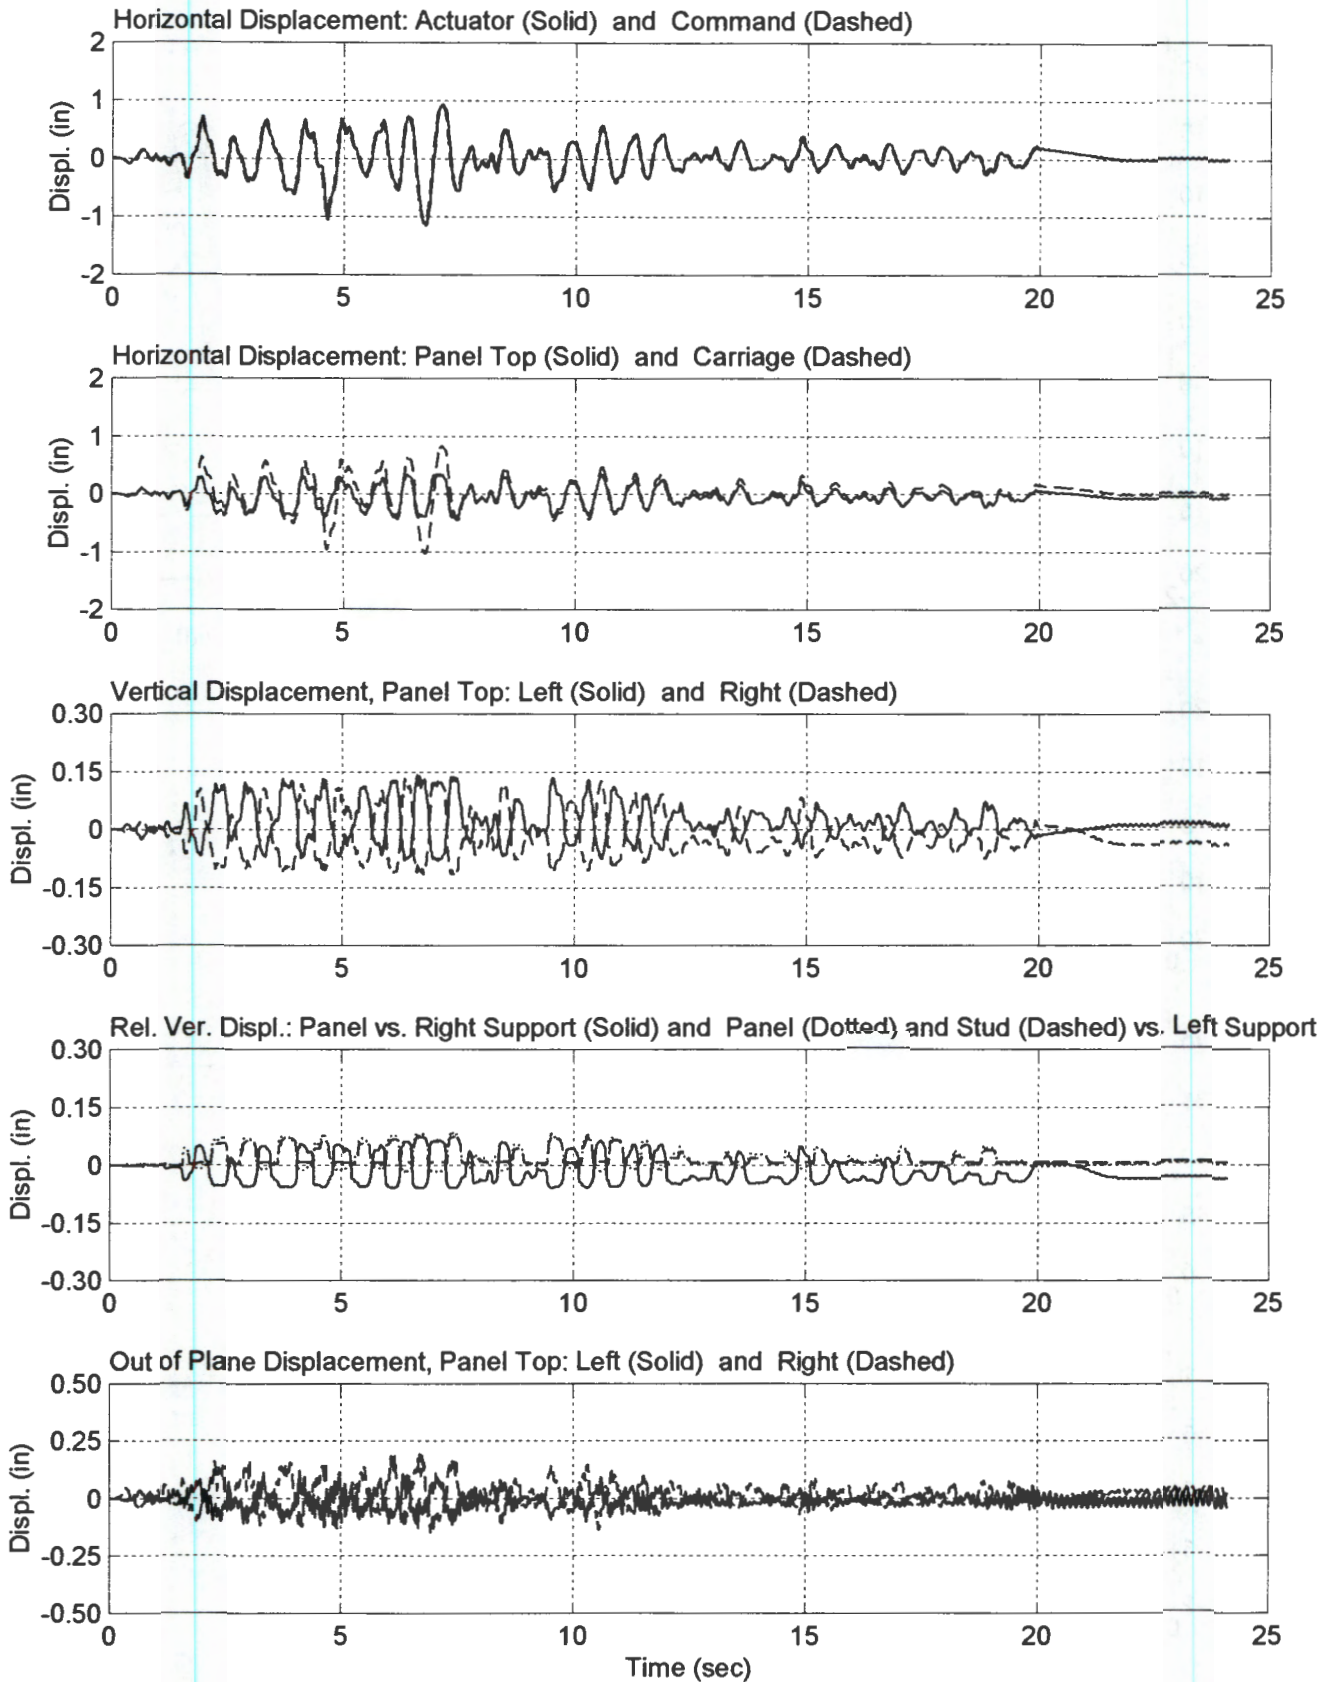 Horizontal Displacement: Actuator (Solid) and Command (Dashed)
2
1
0
-1
-2
Displ. (in)
0 5 10 15 20 25
Horizontal Displacement: Panel Top (Solid) and Carriage (Dashed)
2
1
0
-1
-2
Displ. (in)
0 5 10 15 20 25
Vertical Displacement, Panel Top: Left (Solid) and Right (Dashed)
0.30
0.15
0
-0.15
-0.30
Displ. (in)
0 5 10 15 20 25
Rel. Ver. Displ.: Panel vs. Right Support (Solid) and Panel (Dotted) and Stud (Dashed) vs. Left Support
0.30
0.15
0
-0.15
-0.30
Displ. (in)
0 5 10 15 20 25
Out of Plane Displacement, Panel Top: Left (Solid) and Right (Dashed)
0.50
0.25
0
-0.25
-0.50
Displ. (in)
0 5 10 15 20 25
Time (sec)